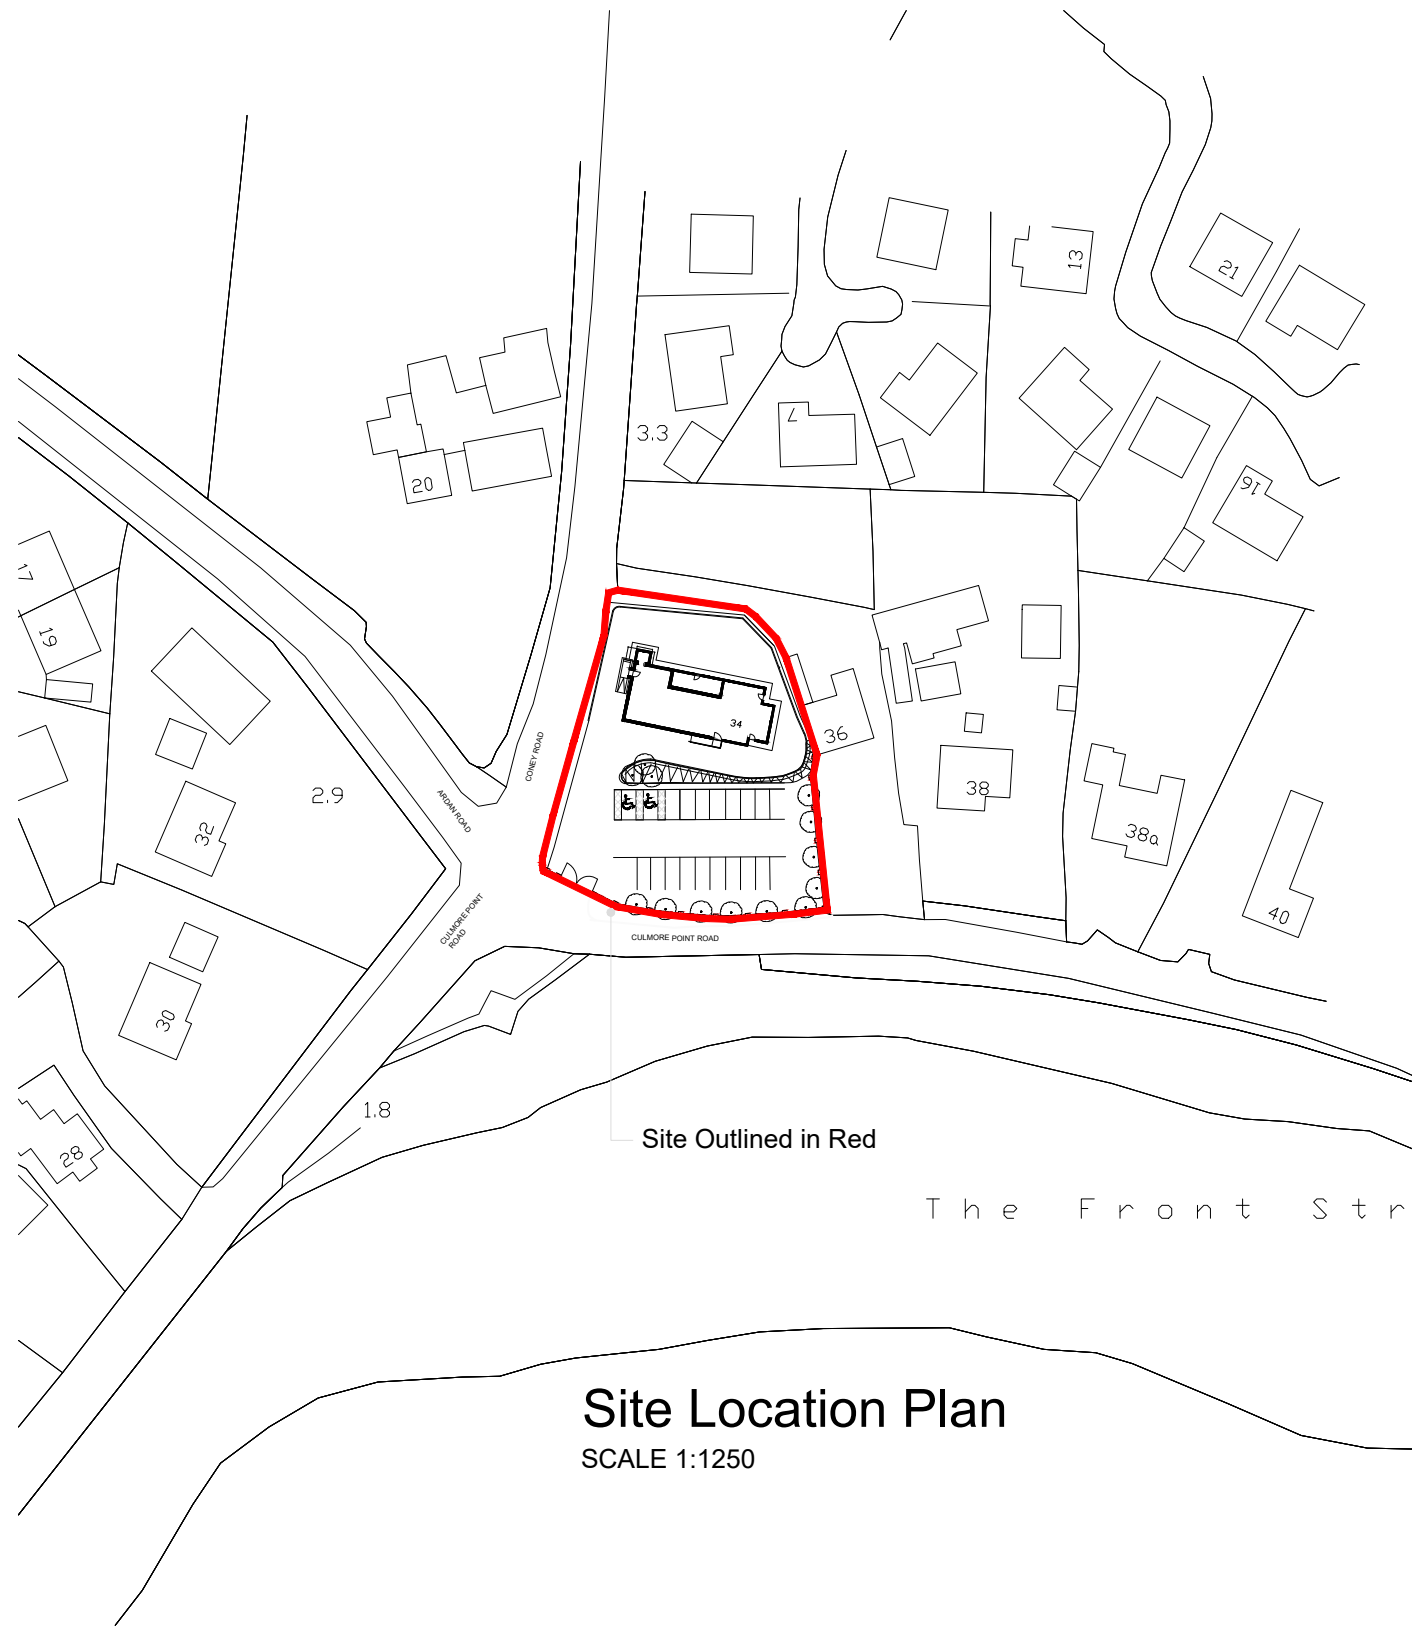 13
21
3.3
7
20
16
17
19
34
36
CONEY ROAD
38
2.9
ARDAN ROAD
32
38a
40
CULMORE POINT
ROAD
CULMORE POINT ROAD
30
1.8
Site Outlined in Red
28
The Front Str
Site Location Plan
SCALE 1:1250